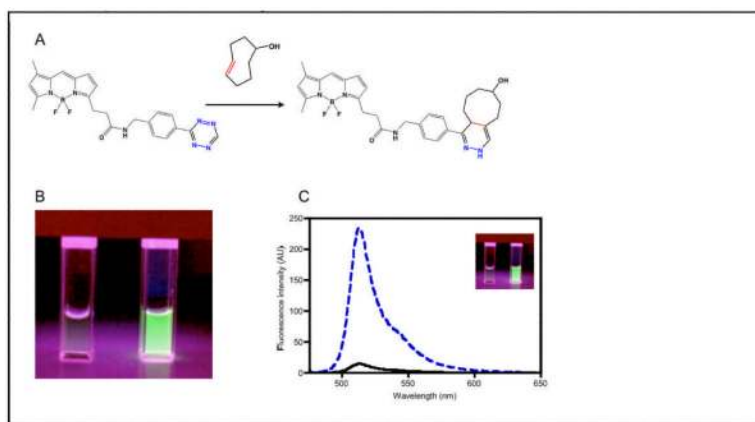 A
OH
N
N
B
F
F
O
N
H
N
N
N
N
OH
N
N
B
F
F
O
N
H
N
NH
B
C
250
200
150
100
50
0
Fluorescence intensity (AU)
500
550
600
650
Wavelength (nm)